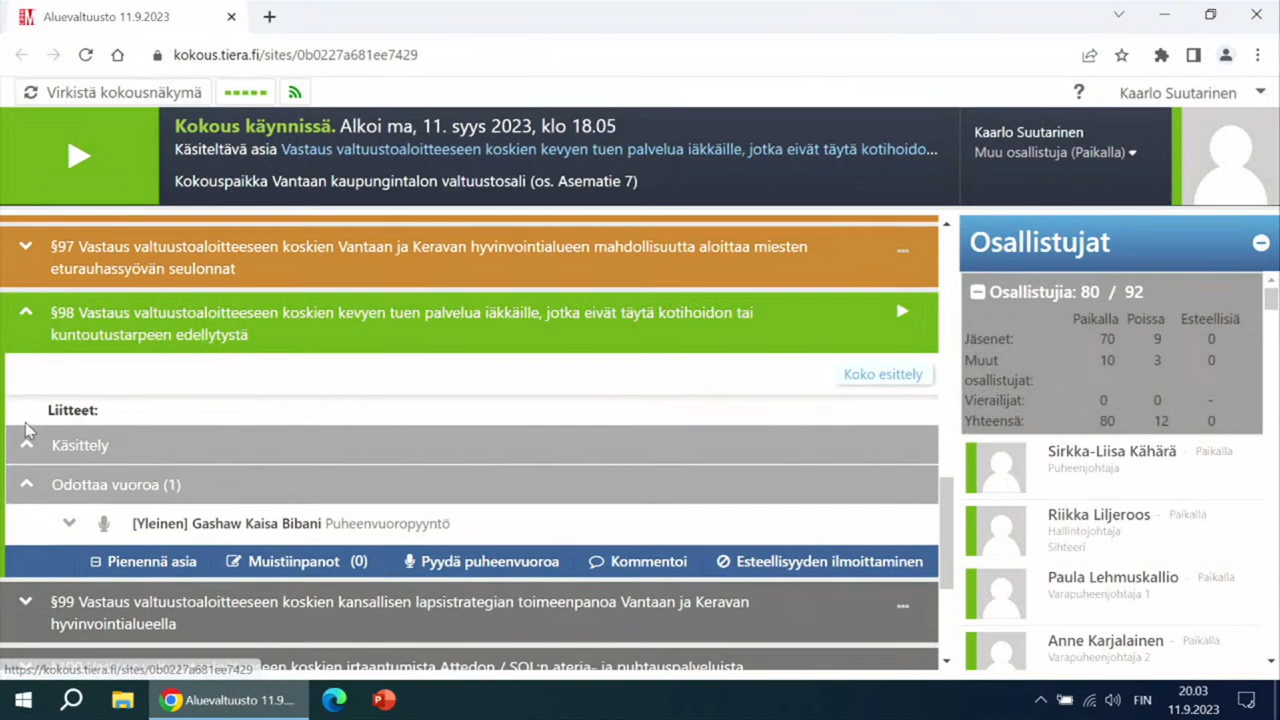 Aluevaltuusto 11.9.2023
kokous.tiera.fi/sites/0b0227a681ee7429
Virkistä kokousnäkymä
? Kaarlo Suutarinen
Kokous käynnissä. Alkoi ma, 11. syys 2023, klo 18.05
Käsiteltävä asia Vastaus valtuustoaloitteeseen koskien kevyen tuen palvelua iäkkäille, jotka eivät täytä kotihoido...
Kokouspaikka Vantaan kaupungintalon valtuustosali (os. Asematie 7)
Kaarlo Suutarinen
Muu osallistuja (Paikalla)
§97 Vastaus valtuustoaloitteeseen koskien Vantaan ja Keravan hyvinvointialueen mahdollisuutta aloittaa miesten
eturauhassyövän seulonnat
§98 Vastaus valtuustoaloitteeseen koskien kevyen tuen palvelua iäkkäille, jotka eivät täytä kotihoidon tai
kuntoutustarpeen edellytystä
Koko esittely
Liitteet:
Käsittely
Odottaa vuoroa (1)
[Yleinen] Gashaw Kaisa Bibani Puheenvuoropyyntö
Pienennä asia Muistiinpanot (0) Pyydä puheenvuoroa Kommentoi Esteellisyyden ilmoittaminen
§99 Vastaus valtuustoaloitteeseen koskien kansallisen lapsistrategian toimeenpanoa Vantaan ja Keravan
hyvinvointialueella
koskien irtaantumista Attedon / SOL:n ateria- ja puhtauspalveluista
https://kokous.tiera.fi/sites/0b0227a681ee7429
Osallistujat
Osallistujia: 80 / 92
Paikalla Poissa Esteellisiä
Jäsenet: 70 9 0
Muut 10 3 0
osallistujat:
Vierailijat: 0 0 -
Yhteensä: 80 12 0
Sirkka-Liisa Kähärä - Paikalla
Puheenjohtaja
Riikka Liljeroos - Paikalla
Hallintojohtaja
Sihteeri
Paula Lehmuskallio - Paikalla
Varapuheenjohtaja 1
Anne Karjalainen - Paikalla
Varapuheenjohtaja 2
Aluevaltuusto 11.9....
FIN
20.03
11.9.2023